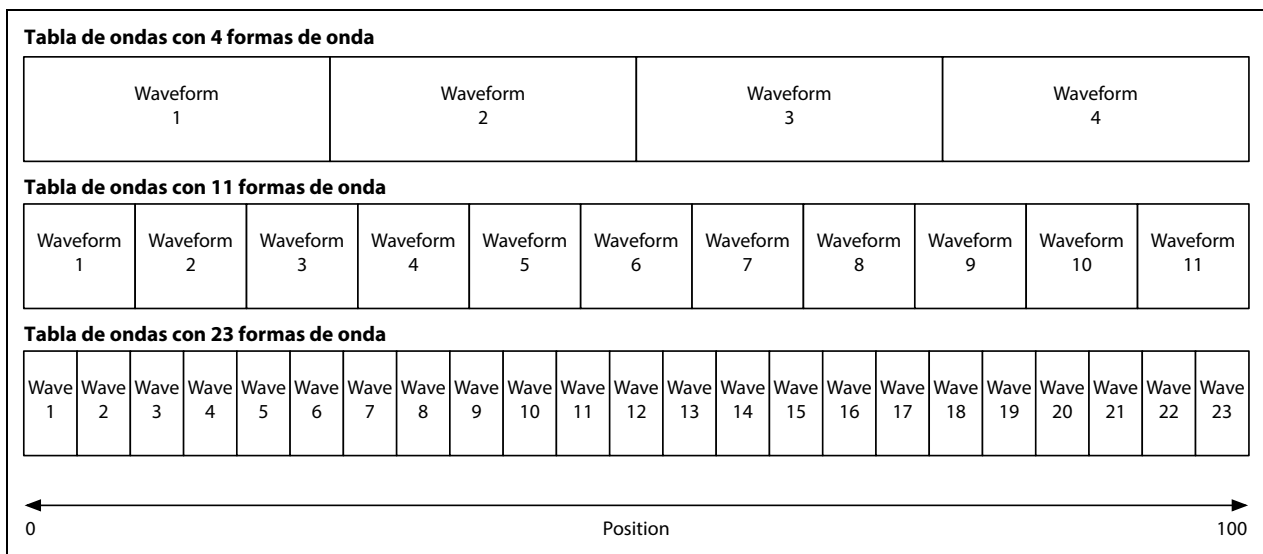 Tabla de ondas con 4 formas de onda
Waveform 1
Waveform 2
Waveform 3
Waveform 4
Tabla de ondas con 11 formas de onda
Waveform 1
Waveform 2
Waveform 3
Waveform 4
Waveform 5
Waveform 6
Waveform 7
Waveform 8
Waveform 9
Waveform 10
Waveform 11
Tabla de ondas con 23 formas de onda
Wave 1
Wave 2
Wave 3
Wave 4
Wave 5
Wave 6
Wave 7
Wave 8
Wave 9
Wave 10
Wave 11
Wave 12
Wave 13
Wave 14
Wave 15
Wave 16
Wave 17
Wave 18
Wave 19
Wave 20
Wave 21
Wave 22
Wave 23
0 Position 100